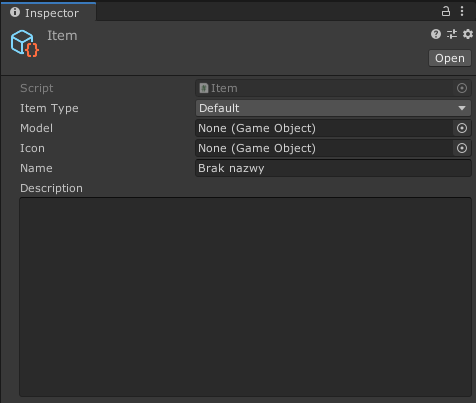 Inspector
Item
Open
Script Item
Item Type Default
Model None (Game Object)
Icon None (Game Object)
Name Brak nazwy
Description